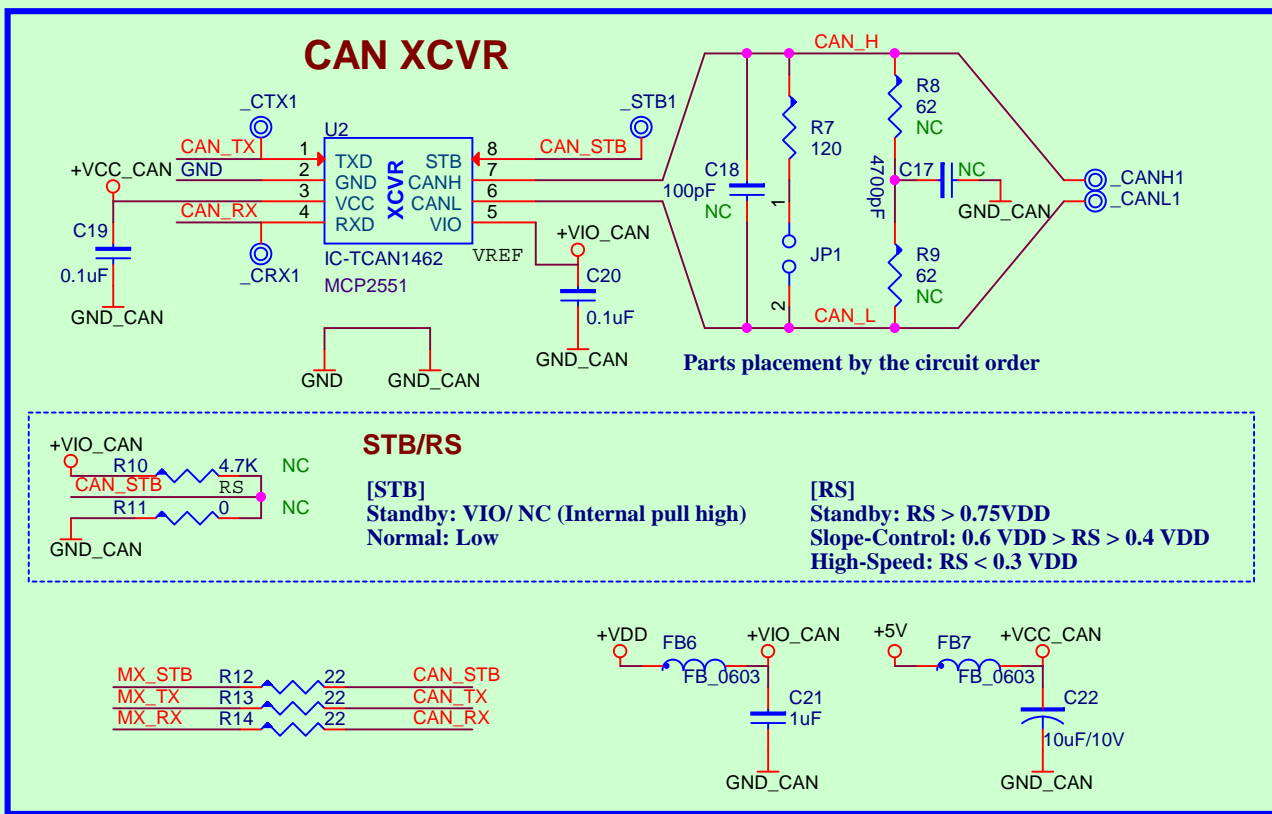 CAN XCVR
CAN_H
_CTX1
_STB1
U2
R8
62
NC
R7
120
CAN_TX
1
TXD
STB
8
CAN_STB
+VCC_CAN
GND
2
GND
CANH
7
3
VCC
CANL
6
CAN_RX
4
RXD
VIO
5
XCVR
C18
100pF
NC
4700pF
C17
NC
GND_CAN
_CANH1
_CANL1
C19
0.1uF
GND_CAN
_CRX1
IC-TCAN1462
MCP2551
VREF
+VIO_CAN
C20
0.1uF
GND_CAN
1
JP1
2
R9
62
NC
CAN_L
GND
GND_CAN
Parts placement by the circuit order
+VIO_CAN
STB/RS
R10
4.7K
NC
CAN_STB
RS
R11
0
NC
GND_CAN
[STB]
Standby: VIO/ NC (Internal pull high)
Normal: Low
[RS]
Standby: RS > 0.75VDD
Slope-Control: 0.6 VDD > RS > 0.4 VDD
High-Speed: RS < 0.3 VDD
MX_STB
R12
22
CAN_STB
MX_TX
R13
22
CAN_TX
MX_RX
R14
22
CAN_RX
+VDD
FB6
FB_0603
+VIO_CAN
C21
1uF
GND_CAN
+5V
FB7
FB_0603
+VCC_CAN
C22
10uF/10V
GND_CAN